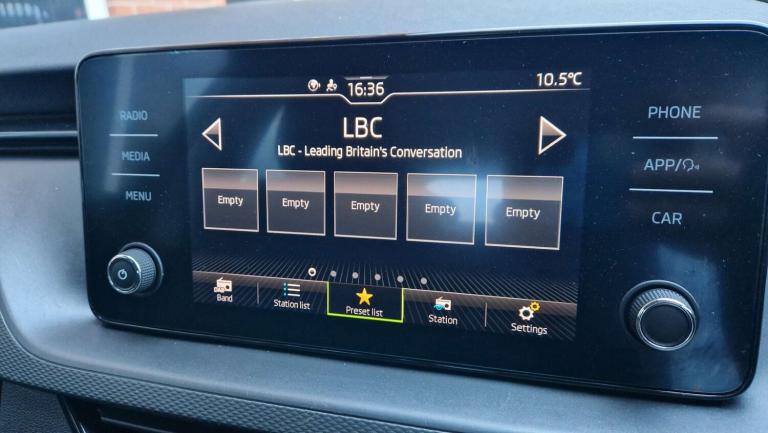 16:36
10.5°C
RADIO
MEDIA
MENU
LBC
LBC - Leading Britain's Conversation
Empty
Empty
Empty
Empty
Empty
Band
Station list
Preset list
Station
Settings
PHONE
APP/
CAR